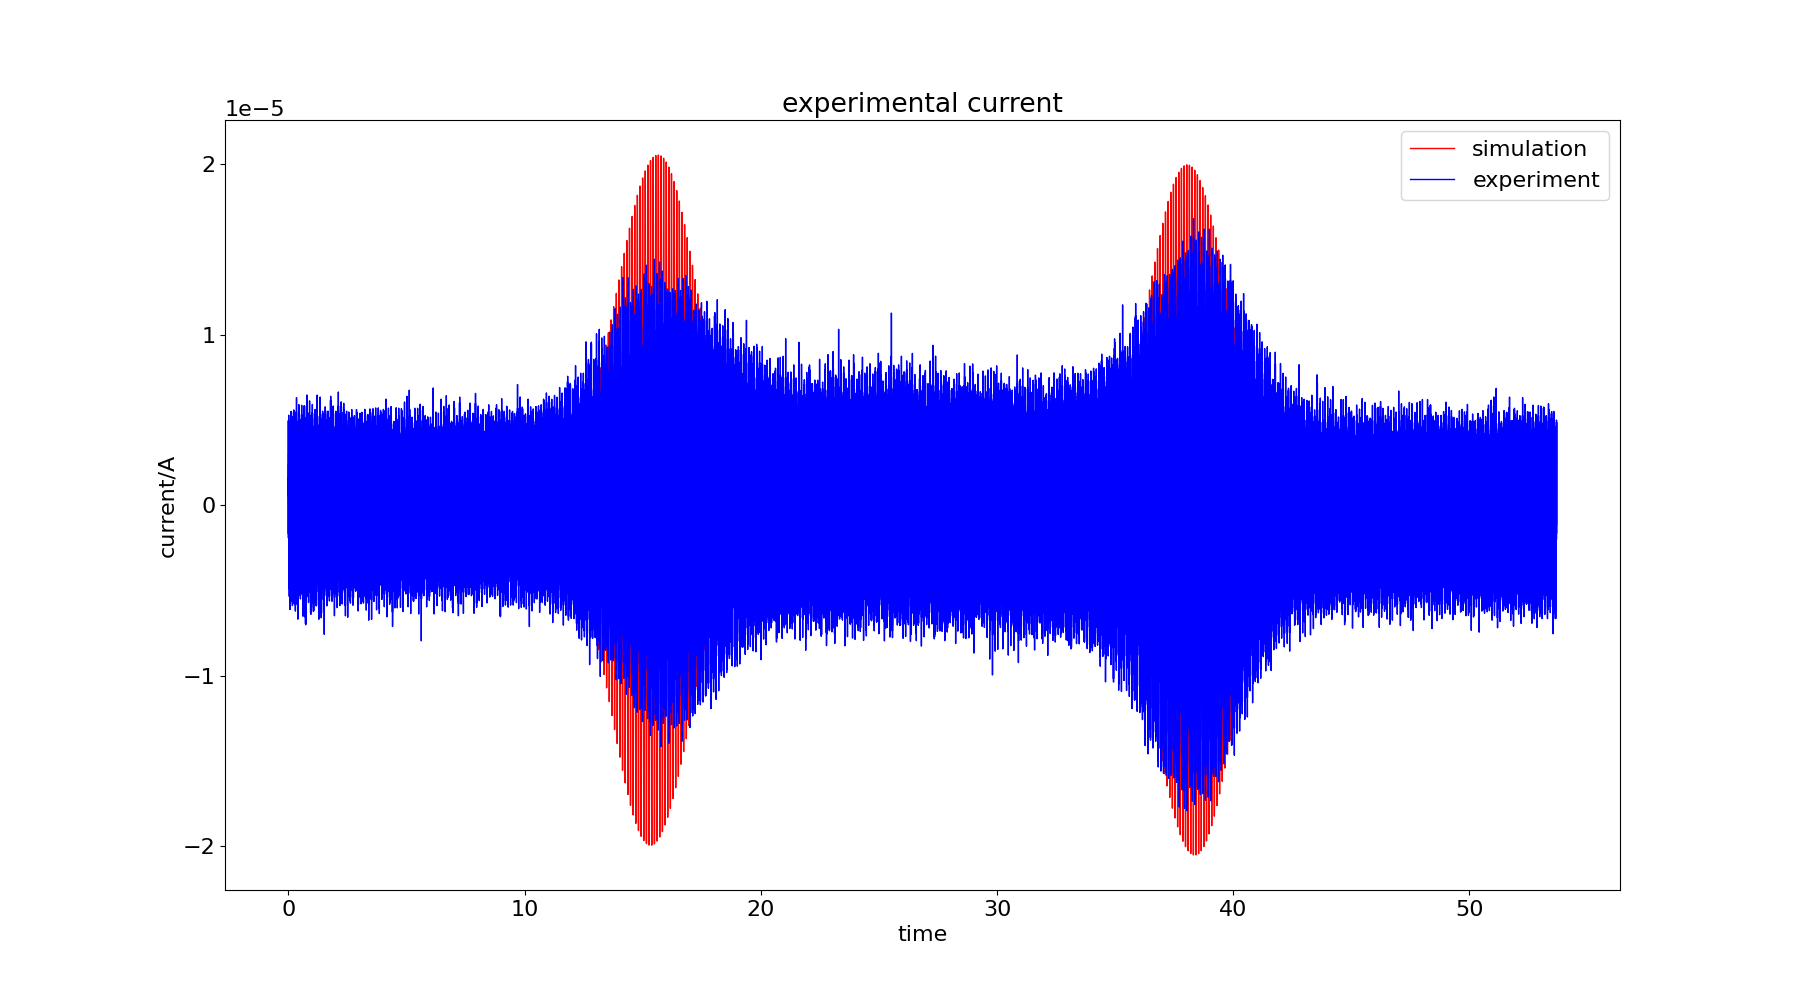 experimental current
1e−5
simulation
experiment
2
1
0
−1
−2
current/A
0 10 20 30 40 50
time